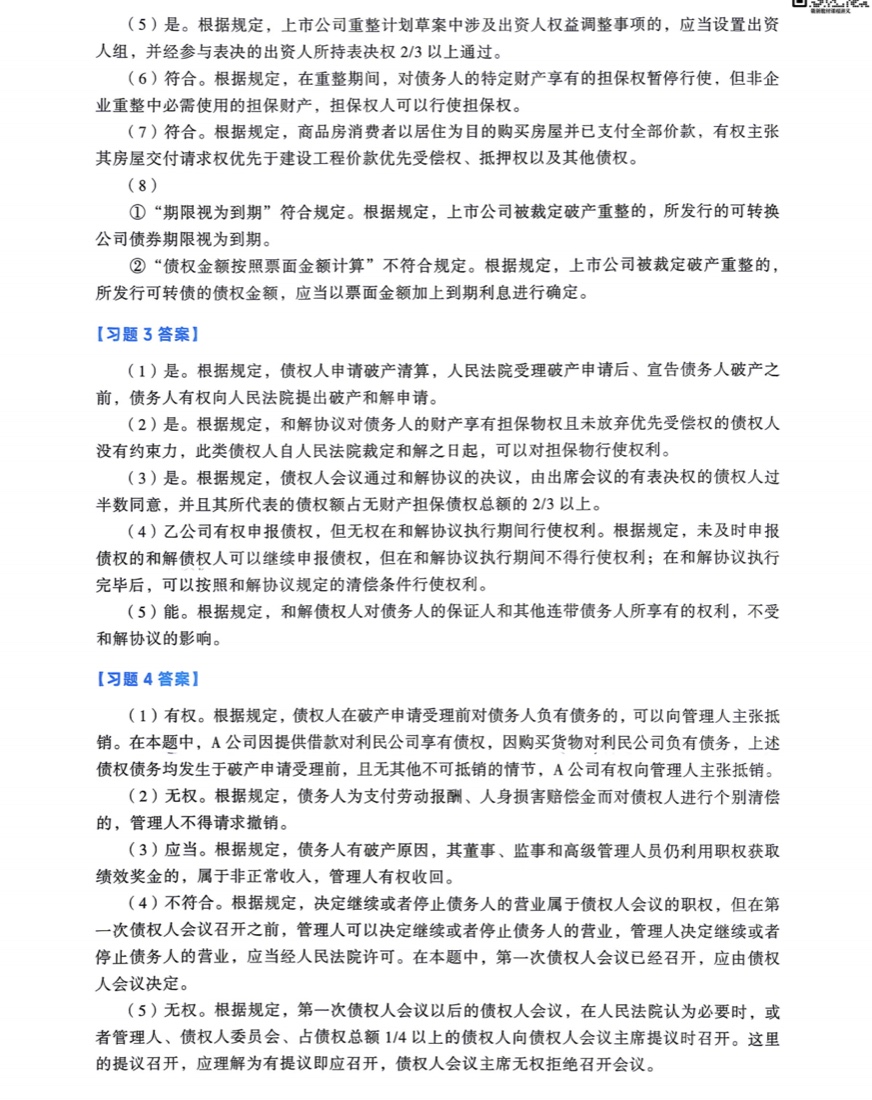 （5）是。根据规定，上市公司重整计划草案中涉及出资人权益调整事项的，应当设置出资
人组，并经参与表决的出资人所持表决权 2/3 以上通过。
（6）符合。根据规定，在重整期间，对债务人的特定财产享有的担保权暂停行使，但非企
业重整中必需使用的担保财产，担保权人可以行使担保权。
（7）符合。根据规定，商品房消费者以居住为目的购买房屋并已支付全部价款，有权主张
其房屋交付请求权优先于建设工程价款优先受偿权、抵押权以及其他债权。
（8）
①“期限视为到期”符合规定。根据规定，上市公司被裁定破产重整的，所发行的可转换
公司债券期限视为到期。
②“债权金额按照票面金额计算”不符合规定。根据规定，上市公司被裁定破产重整的，
所发行可转债的债权金额，应当以票面金额加上到期利息进行确定。
【习题 3 答案】
（1）是。根据规定，债权人申请破产清算，人民法院受理破产申请后、宣告债务人破产之
前，债务人有权向人民法院提出破产和解申请。
（2）是。根据规定，和解协议对债务人的财产享有担保物权且未放弃优先受偿权的债权人
没有约束力，此类债权人自人民法院裁定和解之日起，可以对担保物行使权利。
（3）是。根据规定，债权人会议通过和解协议的决议，由出席会议的有表决权的债权人过
半数同意，并且其所代表的债权额占无财产担保债权总额的 2/3 以上。
（4）乙公司有权申报债权，但无权在和解协议执行期间行使权利。根据规定，未及时申报
债权的和解债权人可以继续申报债权，但在和解协议执行期间不得行使权利；在和解协议执行
完毕后，可以按照和解协议规定的清偿条件行使权利。
（5）能。根据规定，和解债权人对债务人的保证人和其他连带债务人所享有的权利，不受
和解协议的影响。
【习题 4 答案】
（1）有权。根据规定，债权人在破产申请受理前对债务人负有债务的，可以向管理人主张抵
销。在本题中，A 公司因提供借款对利民公司享有债权，因购买货物对利民公司负有债务，上述
债权债务均发生于破产申请受理前，且无其他不可抵销的情节，A 公司有权向管理人主张抵销。
（2）无权。根据规定，债务人为支付劳动报酬、人身损害赔偿金而对债权人进行个别清偿
的，管理人不得请求撤销。
（3）应当。根据规定，债务人有破产原因，其董事、监事和高级管理人员仍利用职权获取
绩效奖金的，属于非正常收入，管理人有权收回。
（4）不符合。根据规定，决定继续或者停止债务人的营业属于债权人会议的职权，但在第
一次债权人会议召开之前，管理人可以决定继续或者停止债务人的营业，管理人决定继续或者
停止债务人的营业，应当经人民法院许可。在本题中，第一次债权人会议已经召开，应由债权
人会议决定。
（5）无权。根据规定，第一次债权人会议以后的债权人会议，在人民法院认为必要时，或
者管理人、债权人委员会、占债权总额 1/4 以上的债权人向债权人会议主席提议时召开。这里
的提议召开，应理解为有提议即应召开，债权人会议主席无权拒绝召开会议。